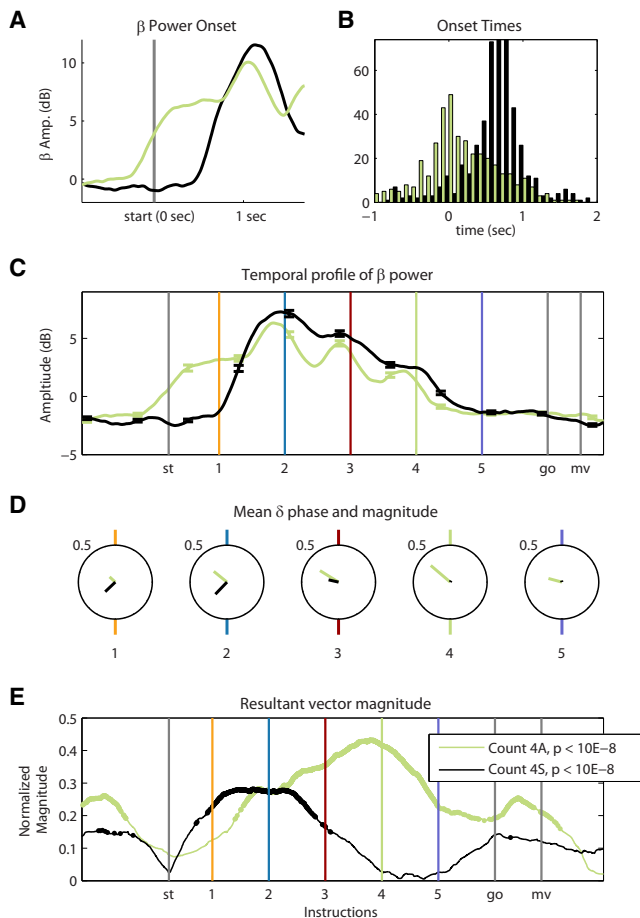 A
β Power Onset
10
5
0
β Amp. (dB)
start (0 sec)
1 sec
B
Onset Times
60
40
20
0
−1
0
1
2
time (sec)
C
Temporal profile of β power
5
0
−5
Ampltiude (dB)
st
1
2
3
4
5
go
mv
D
Mean δ phase and magnitude
0.5
0.5
0.5
0.5
0.5
1
2
3
4
5
E
Resultant vector magnitude
0.5
0.4
0.3
0.2
0.1
0
Normalized
Magnitude
Count 4A, p < 10E−8
Count 4S, p < 10E−8
st
1
2
3
4
5
go
mv
Instructions